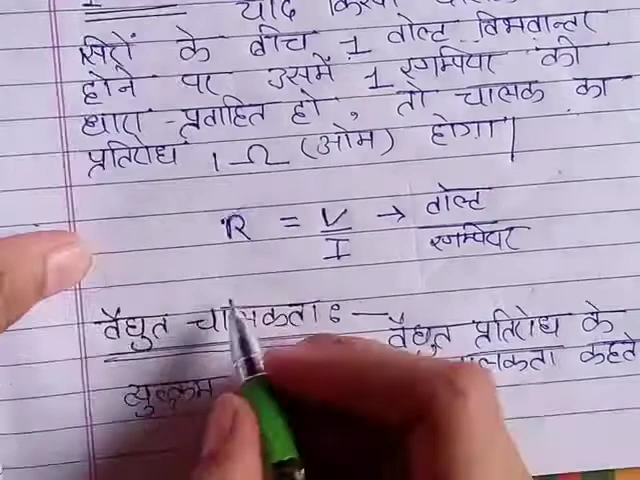 यदि किसी
सिरों के बीच 1 वोल्ट विभवान्तर
होने पर उसमें 1 एम्पियर की
धारा प्रवाहित हो, तो चालक का
प्रतिरोध 1 Ω (ओम) होगा।
R = V/I → वोल्ट/एम्पियर
वैद्युत चालकता :- वैद्युत प्रतिरोध के
व्युत्क्रम कहते